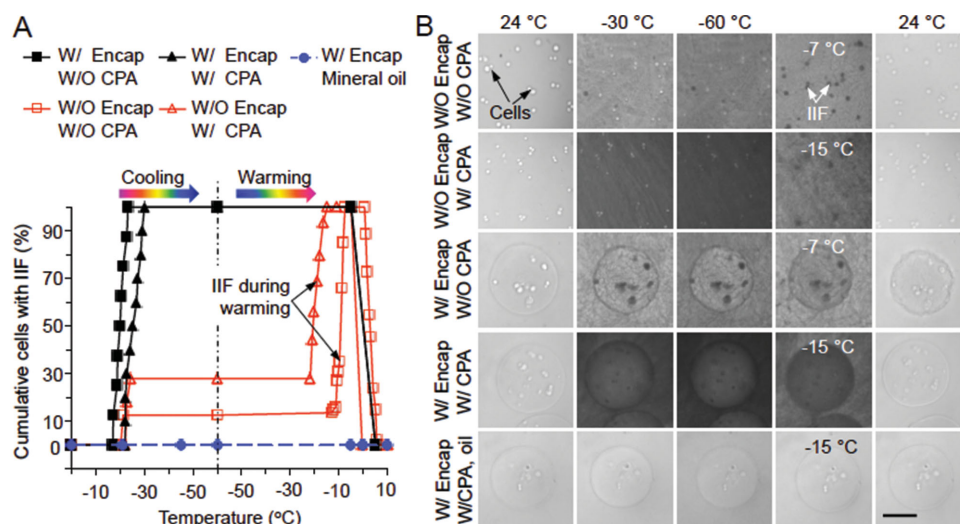 A
W/ Encap W/ Encap W/ Encap
W/O CPA W/ CPA Mineral oil
W/O Encap W/O Encap
W/O CPA W/ CPA
Cooling Warming
Cumulative cells with IIF (%)
90
70
50
30
10
0
IIF during
warming
-10 -30 -50 -50 -30 -10 10
Temperature (°C)
B
24 °C -30 °C -60 °C 24 °C
W/O Encap
W/O CPA
Cells
-7 °C
IIF
W/O Encap
W/ CPA
-15 °C
W/ Encap
W/O CPA
-7 °C
W/ Encap
W/ CPA
-15 °C
W/ Encap
W/CPA, oil
-15 °C